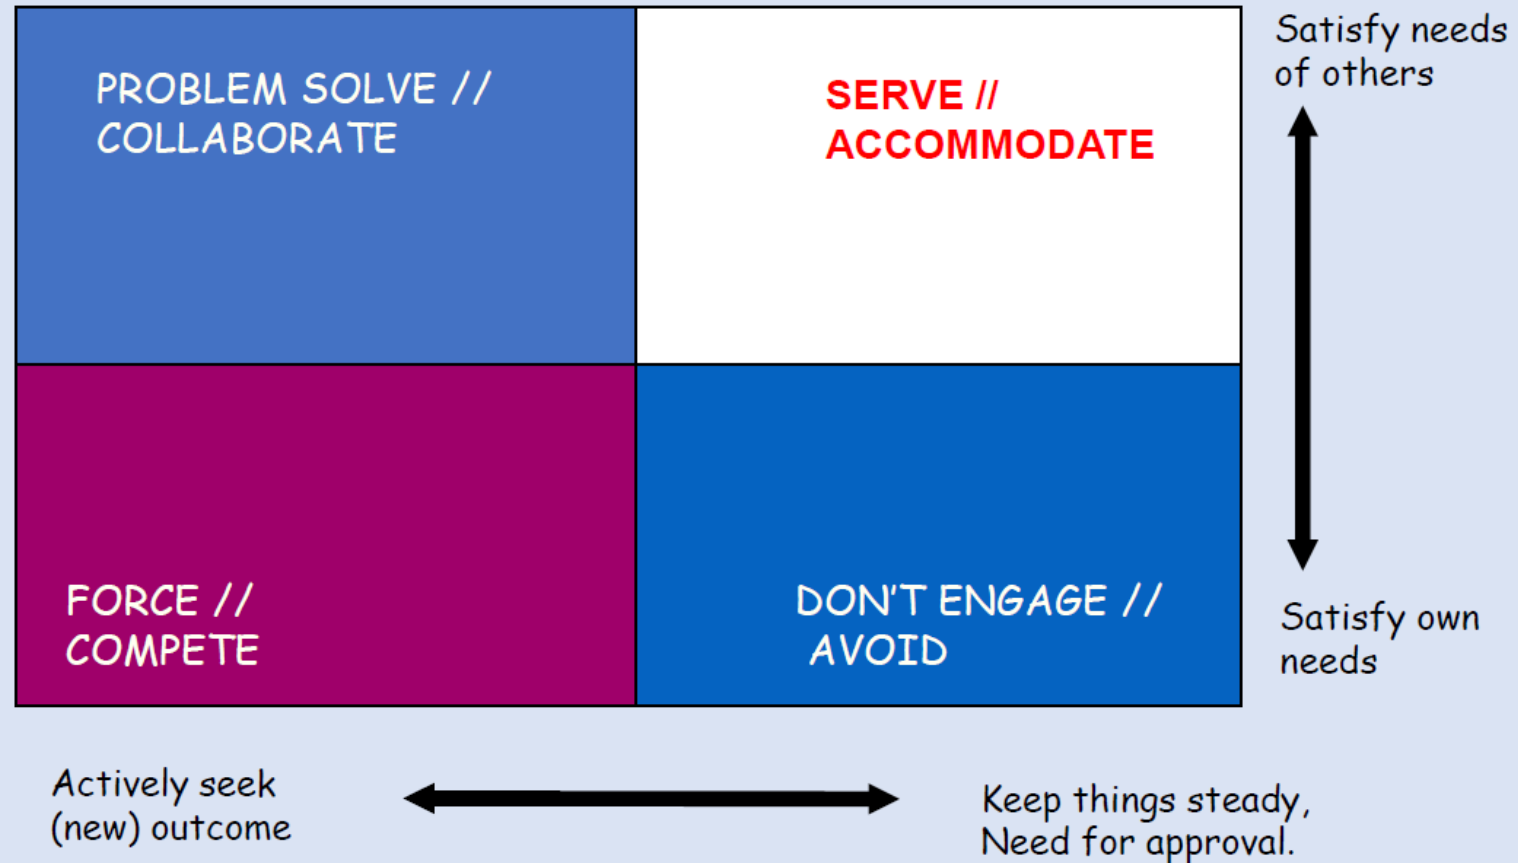 Satisfy needs
of others
PROBLEM SOLVE //
COLLABORATE
SERVE //
ACCOMMODATE
FORCE //
COMPETE
DON'T ENGAGE //
AVOID
Satisfy own
needs
Actively seek
(new) outcome
Keep things steady,
Need for approval.